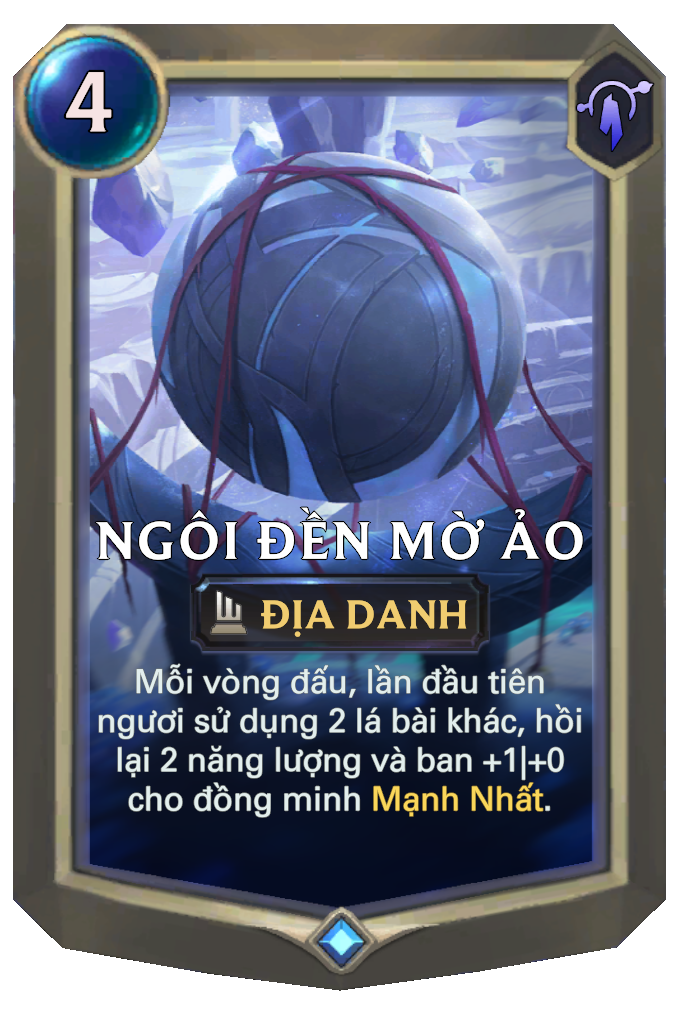 4
NGÔI ĐỀN MỜ ẢO
ĐỊA DANH
Mỗi vòng đấu, lần đầu tiên
ngươi sử dụng 2 lá bài khác, hồi
lại 2 năng lượng và ban +1|+0
cho đồng minh Mạnh Nhất.